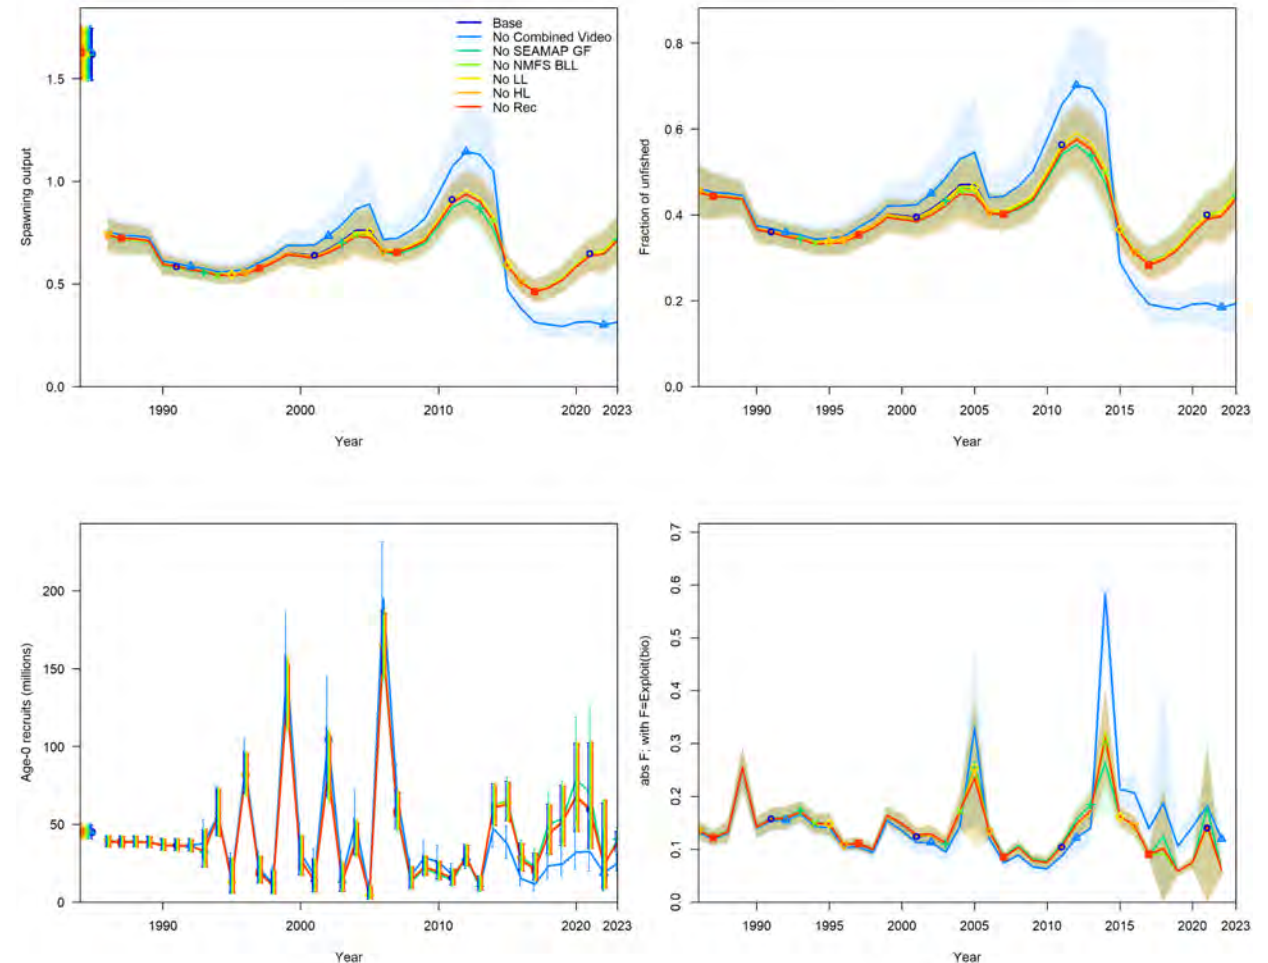 Base
No Combined Video
No SEAMAP GF
No NMFS BLL
No LL
No HL
No Rec
Spawning output
1.5
1.0
0.5
0.0
1990 2000 2010 2020 2023
Year
Fraction of unfished
0.8
0.6
0.4
0.2
0.0
1990 1995 2000 2005 2010 2015 2020 2023
Year
Age-0 recruits (millions)
200
150
100
50
0
1990 2000 2010 2020 2023
Year
abs F; with F=Exploit(bio)
0.7
0.6
0.5
0.4
0.3
0.2
0.1
0.0
1990 1995 2000 2005 2010 2015 2020 2023
Year